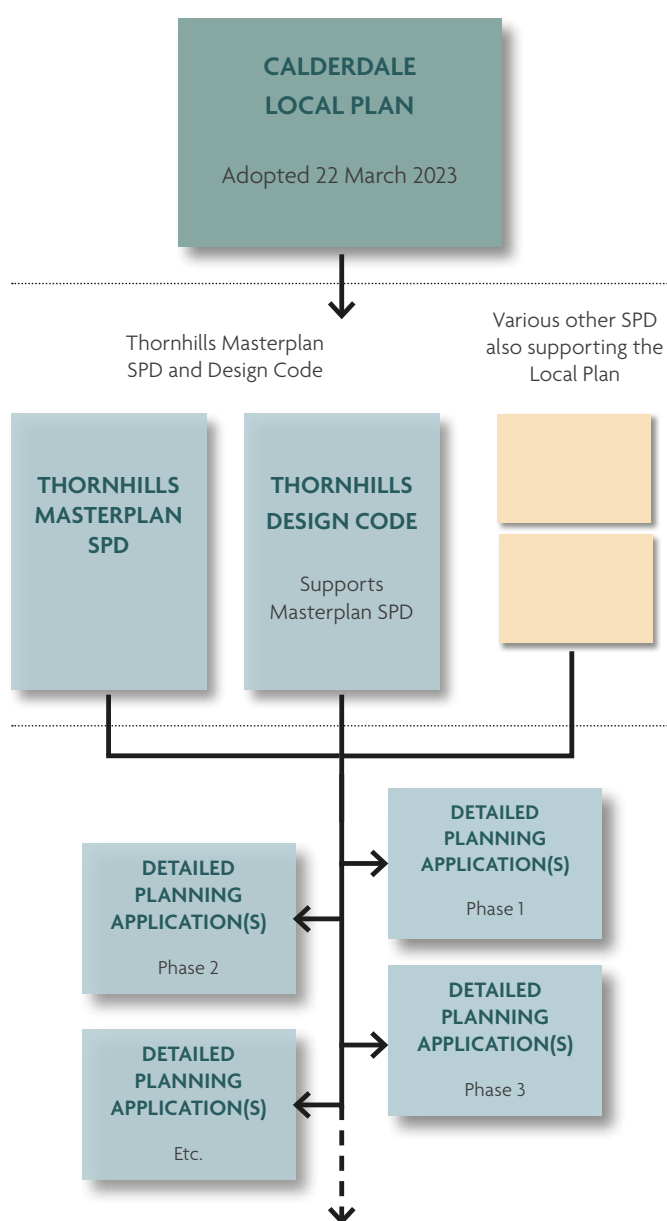 CALDERDALE
LOCAL PLAN
Adopted 22 March 2023
Thornhills Masterplan
SPD and Design Code
Various other SPD
also supporting the
Local Plan
THORNHILLS
MASTERPLAN
SPD
THORNHILLS
DESIGN CODE
Supports
Masterplan SPD
DETAILED
PLANNING
APPLICATION(S)
Phase 1
DETAILED
PLANNING
APPLICATION(S)
Phase 2
DETAILED
PLANNING
APPLICATION(S)
Phase 3
DETAILED
PLANNING
APPLICATION(S)
Etc.